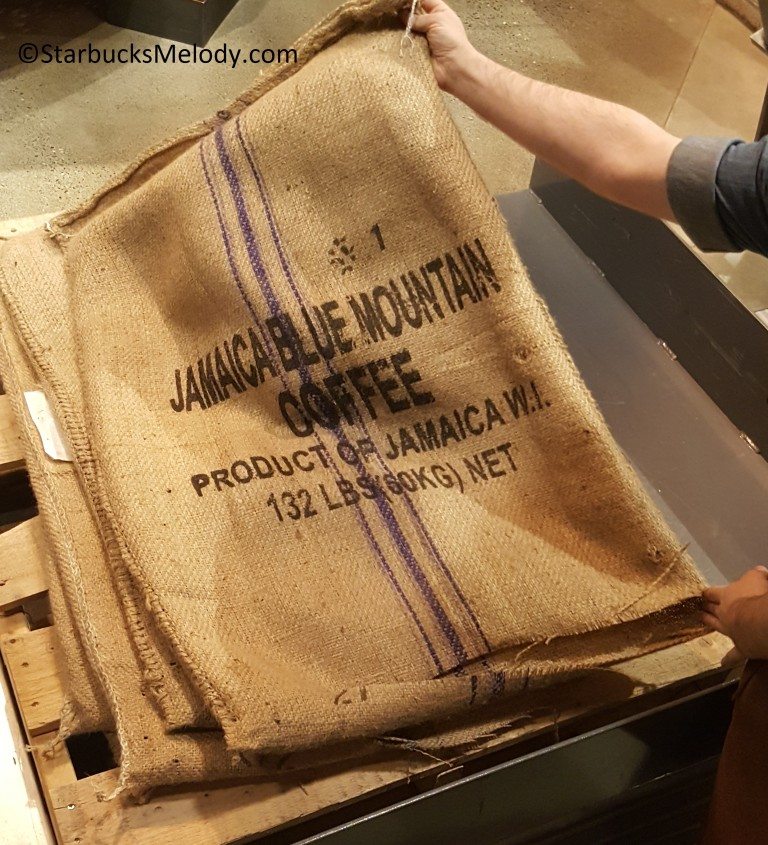 ©StarbucksMelody.com
1
JAMAICA BLUE MOUNTAIN
COFFEE
PRODUCT OF JAMAICA W.I.
132 LBS(60KG) NET